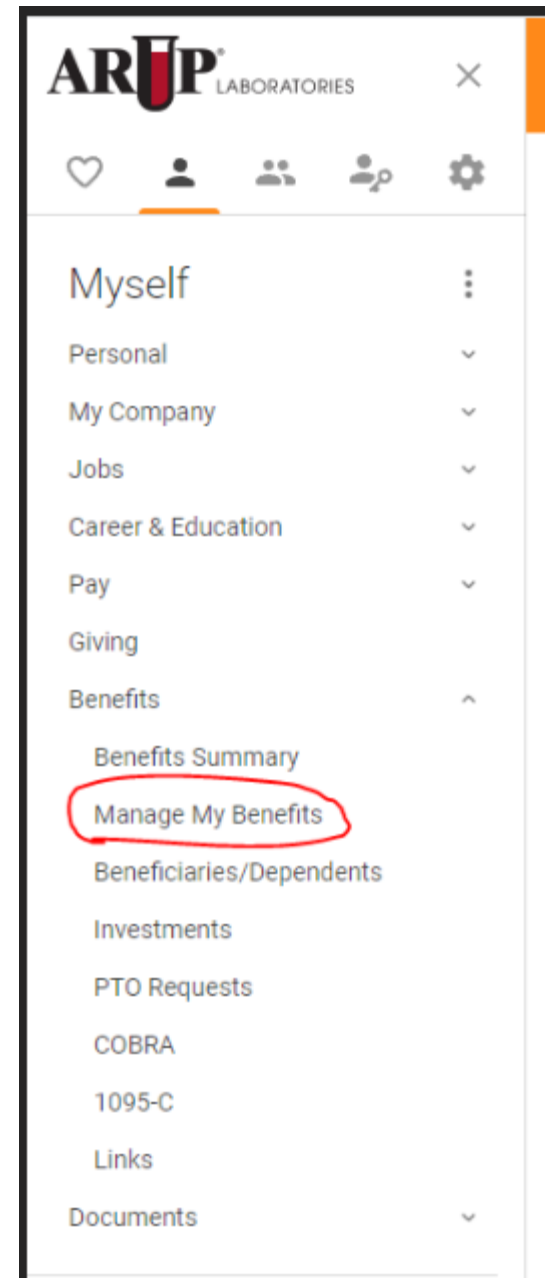 ARUP LABORATORIES
Myself
Personal
My Company
Jobs
Career & Education
Pay
Giving
Benefits
Benefits Summary
Manage My Benefits
Beneficiaries/Dependents
Investments
PTO Requests
COBRA
1095-C
Links
Documents